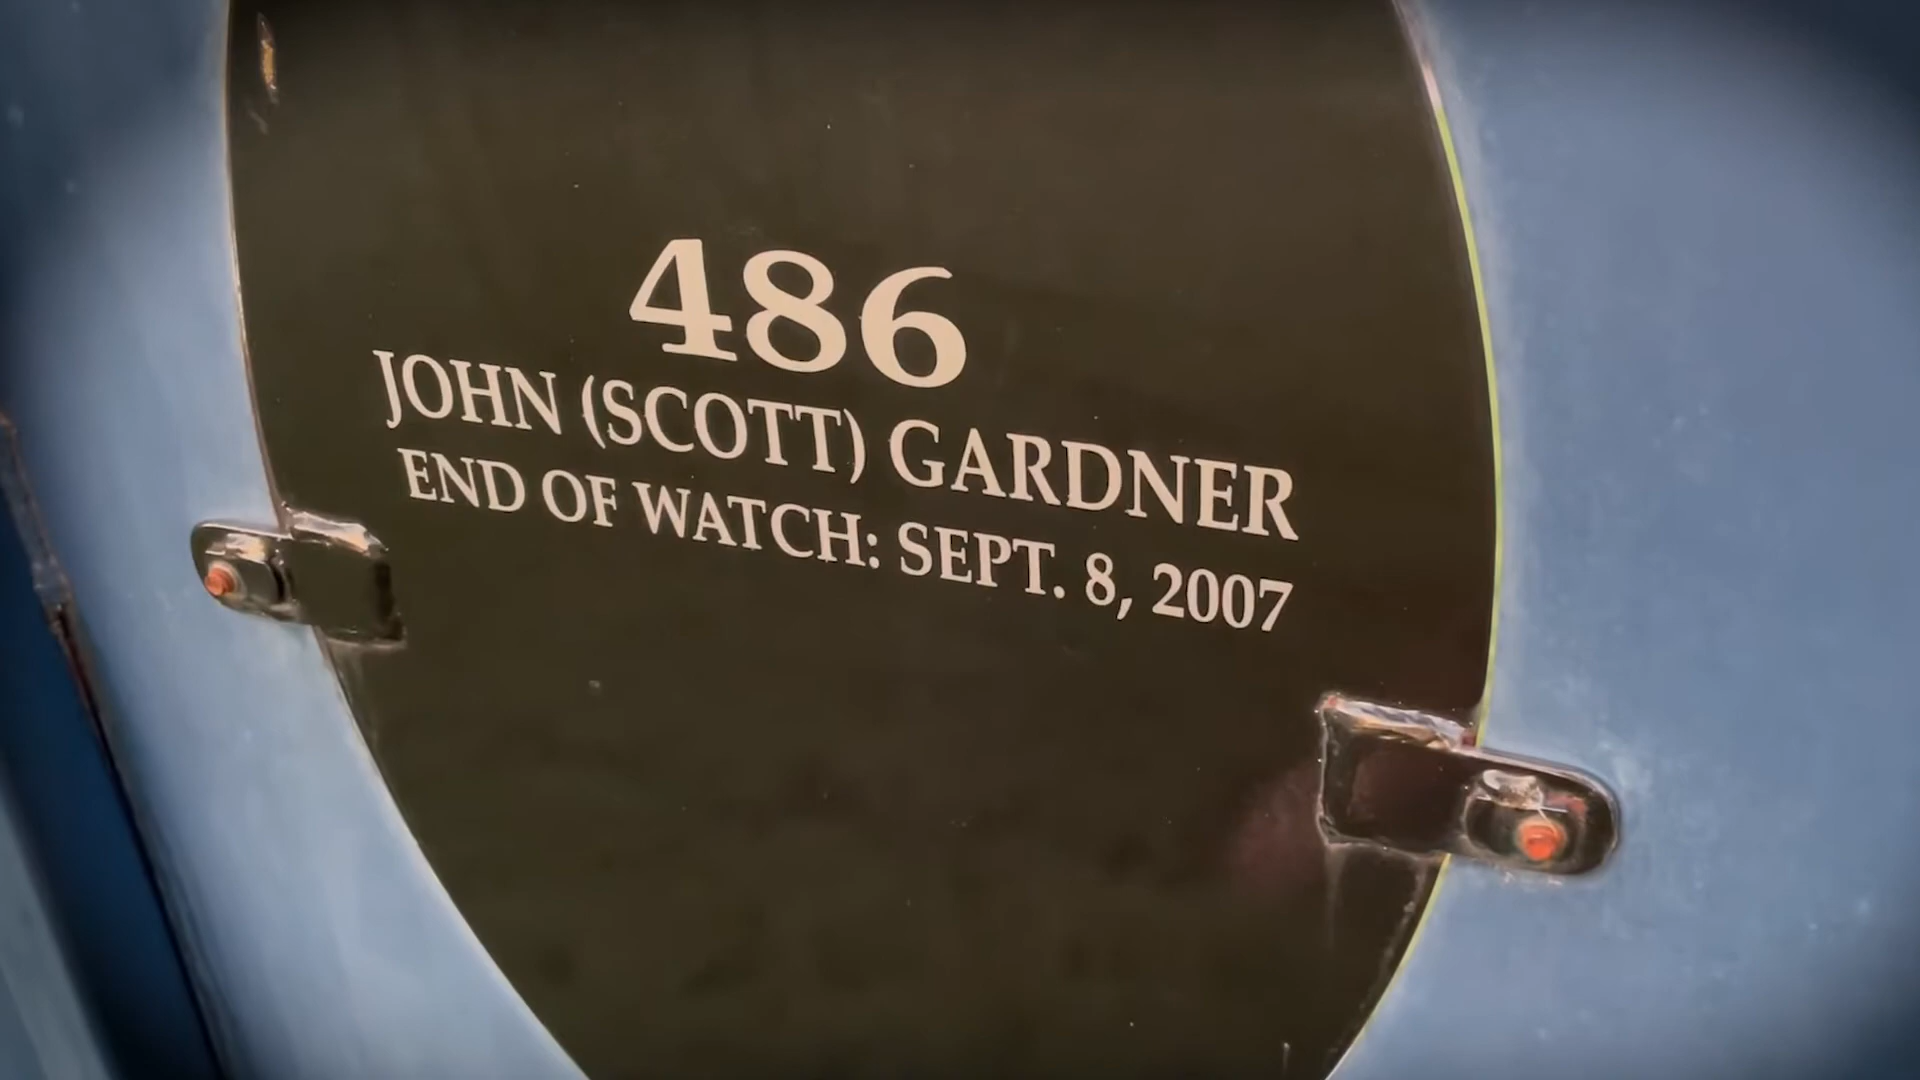 486
JOHN (SCOTT) GARDNER
END OF WATCH: SEPT. 8, 2007